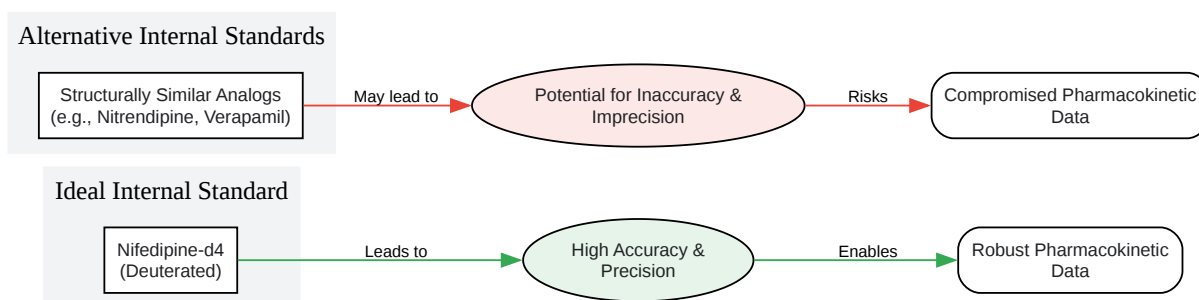 Alternative Internal Standards
Structurally Similar Analogs
(e.g., Nitrendipine, Verapamil)
May lead to
Potential for Inaccuracy &
Imprecision
Risks
Compromised Pharmacokinetic
Data
Ideal Internal Standard
Nifedipine-d4
(Deuterated)
Leads to
High Accuracy &
Precision
Enables
Robust Pharmacokinetic
Data